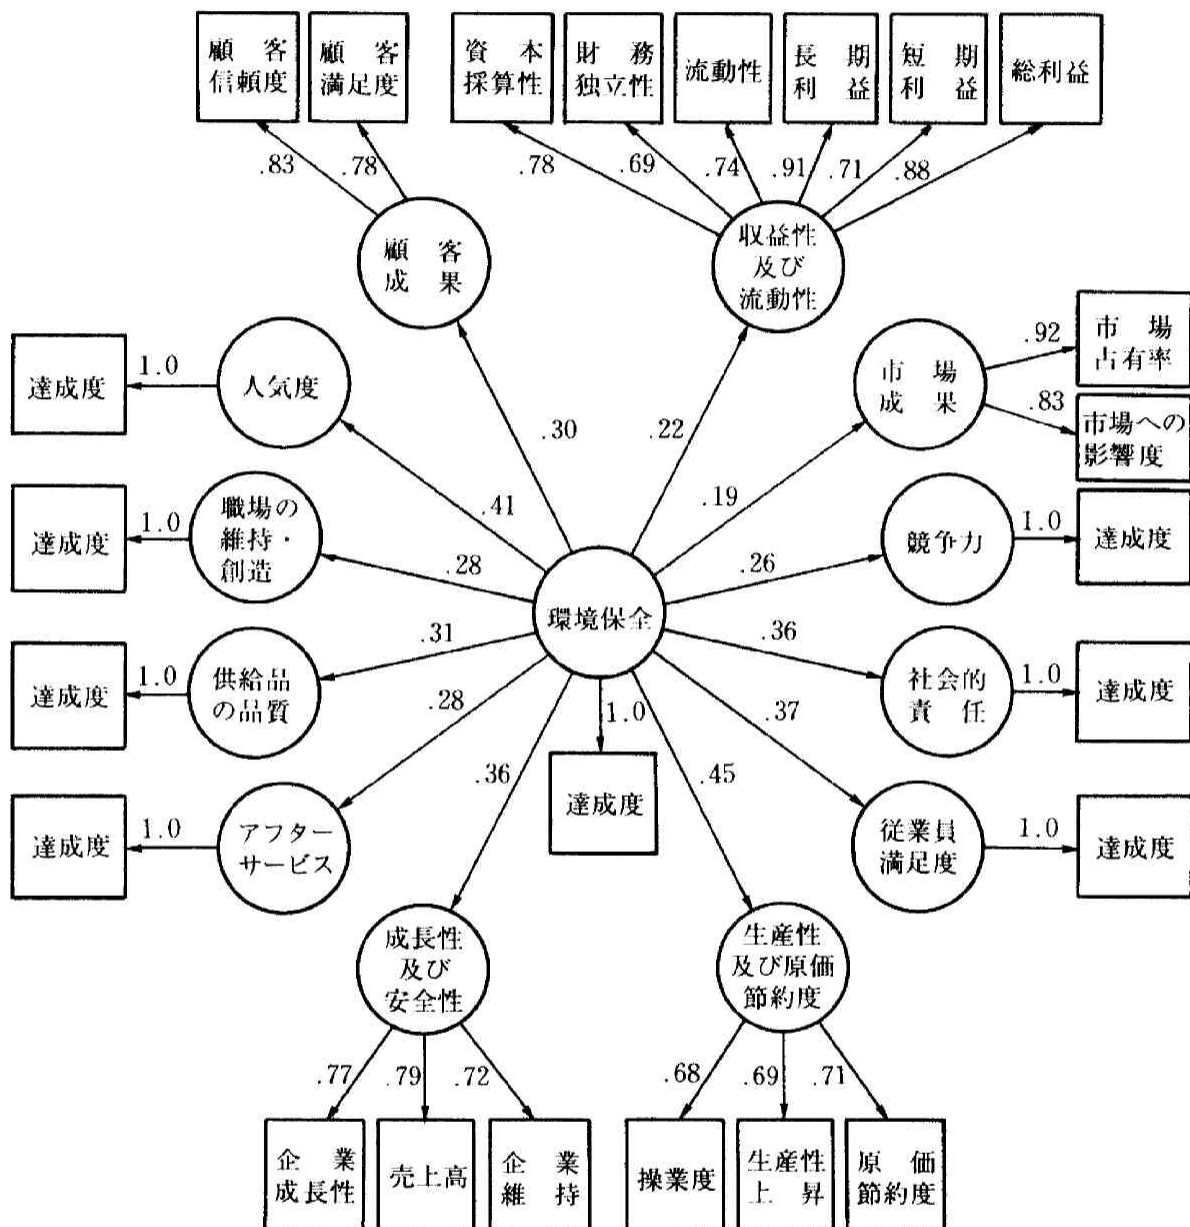 顧客
信頼度
顧客
満足度
資本
採算性
財務
独立性
流動性
長期
利益
短期
利益
総利益
.83
.78
.78
.69
.74
.91
.71
.88
顧客
成果
収益性
及び
流動性
市場
成果
.92
市場
占有率
.83
市場への
影響度
達成度
1.0
人気度
.30
.22
.41
.19
達成度
1.0
職場の
維持・
創造
.28
.26
競争力
1.0
達成度
環境保全
達成度
1.0
供給品
の品質
.31
.36
社会的
責任
1.0
達成度
.28
1.0
.37
達成度
1.0
アフター
サービス
.36
達成度
.45
従業員
満足度
1.0
達成度
成長性
及び
安全性
生産性
及び原価
節約度
.77
.79
.72
.68
.69
.71
企業
成長性
売上高
企業
維持
操業度
生産性
上昇
原価
節約度